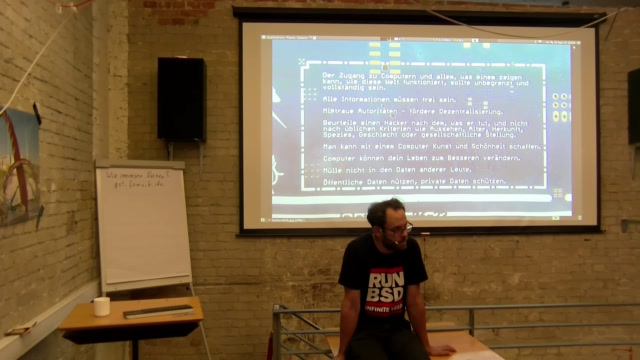 Der Zugang zu Computern und allem, was einem zeigen
kann, wie diese Welt funktioniert, sollte unbegrenzt und
vollständig sein.
Alle Informationen müssen frei sein.
Mißtraue Autoritäten - fördere Dezentralisierung.
Beurteile einen Hacker nach dem, was er tut, und nicht
nach üblichen Kriterien wie Aussehen, Alter, Herkunft,
Spezies, Geschlecht oder gesellschaftliche Stellung.
Man kann mit einem Computer Kunst und Schönheit schaffen.
Computer können dein Leben zum Besseren verändern.
Mülle nicht in den Daten anderer Leute.
Öffentliche Daten nützen, private Daten schützen.
RUN
BSD